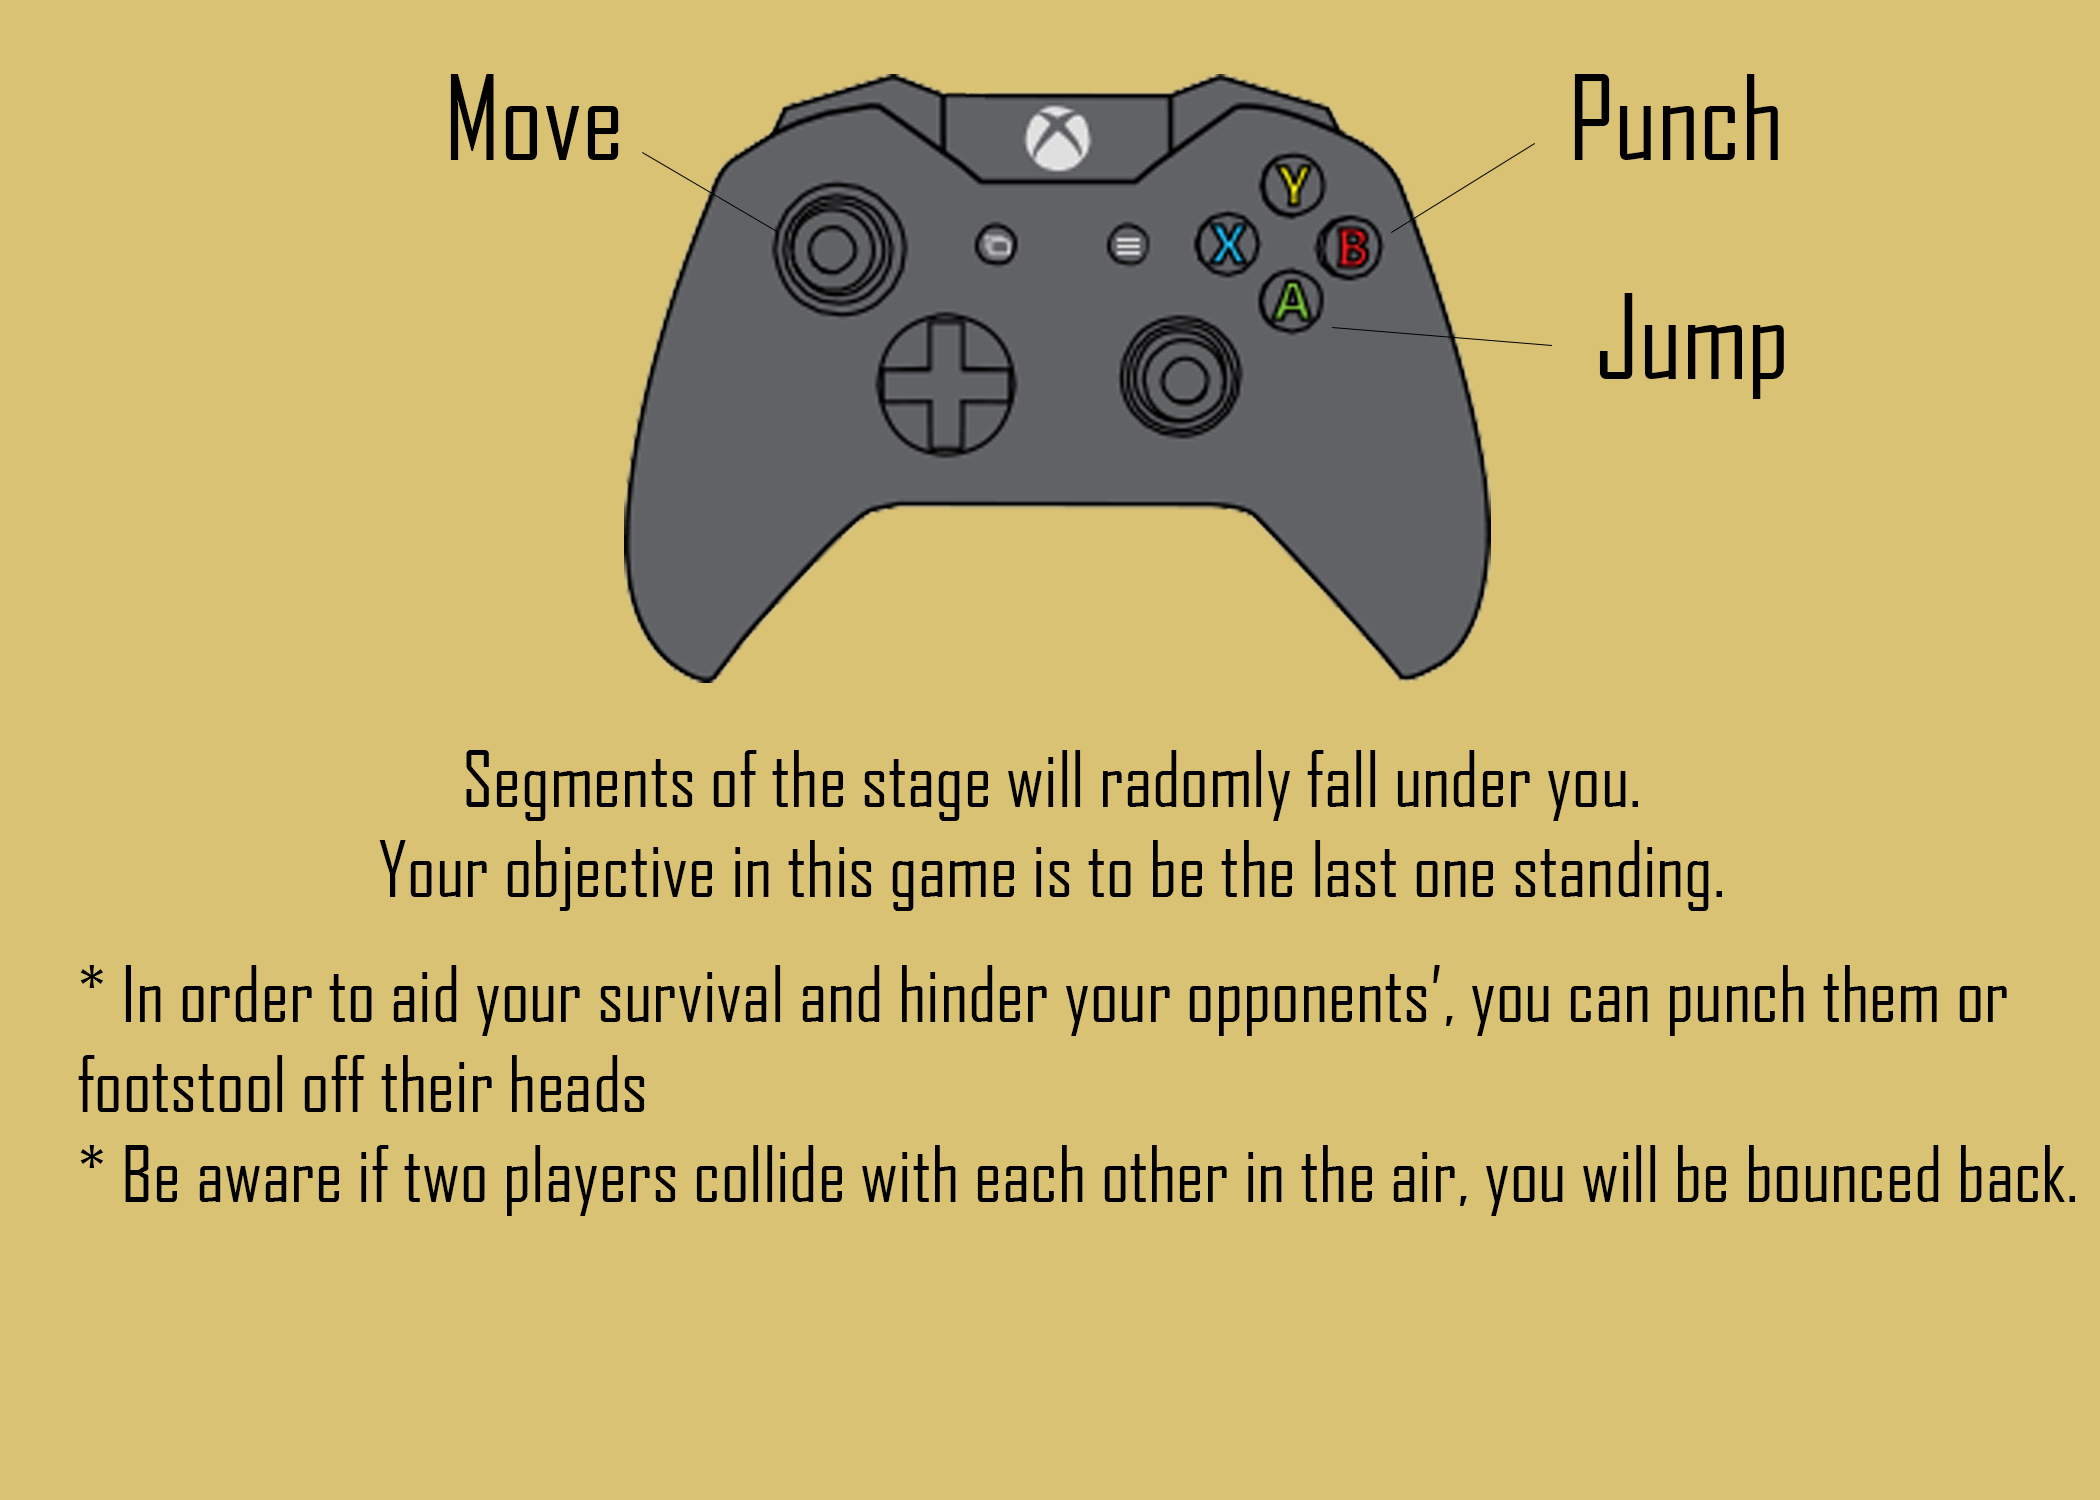 Move
Punch
Y
X
B
A
Jump
Segments of the stage will radomly fall under you.
Your objective in this game is to be the last one standing.
* In order to aid your survival and hinder your opponents', you can punch them or
footstool off their heads
* Be aware if two players collide with each other in the air, you will be bounced back.